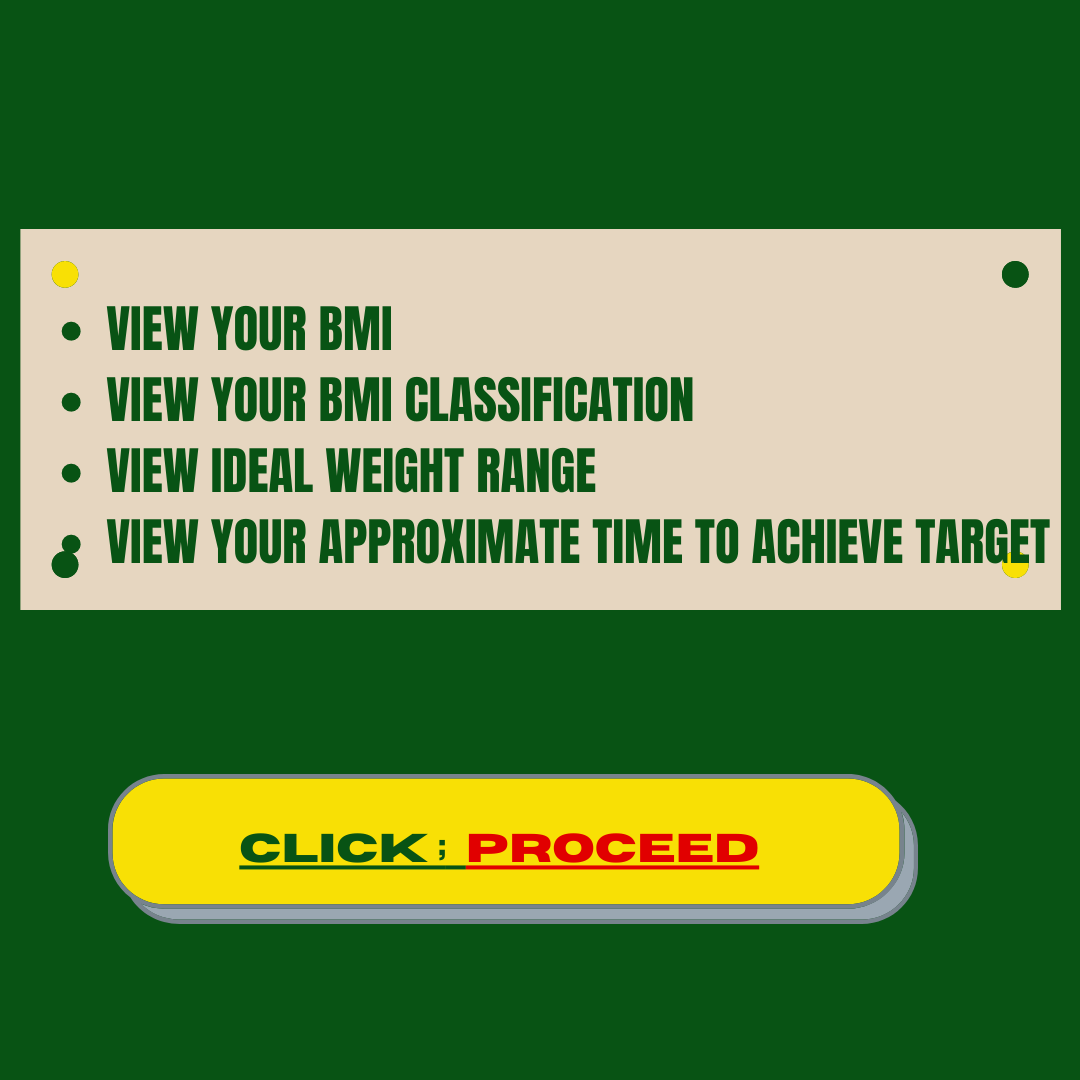 VIEW YOUR BMI
VIEW YOUR BMI CLASSIFICATION
VIEW IDEAL WEIGHT RANGE
VIEW YOUR APPROXIMATE TIME TO ACHIEVE TARGET
CLICK ; PROCEED